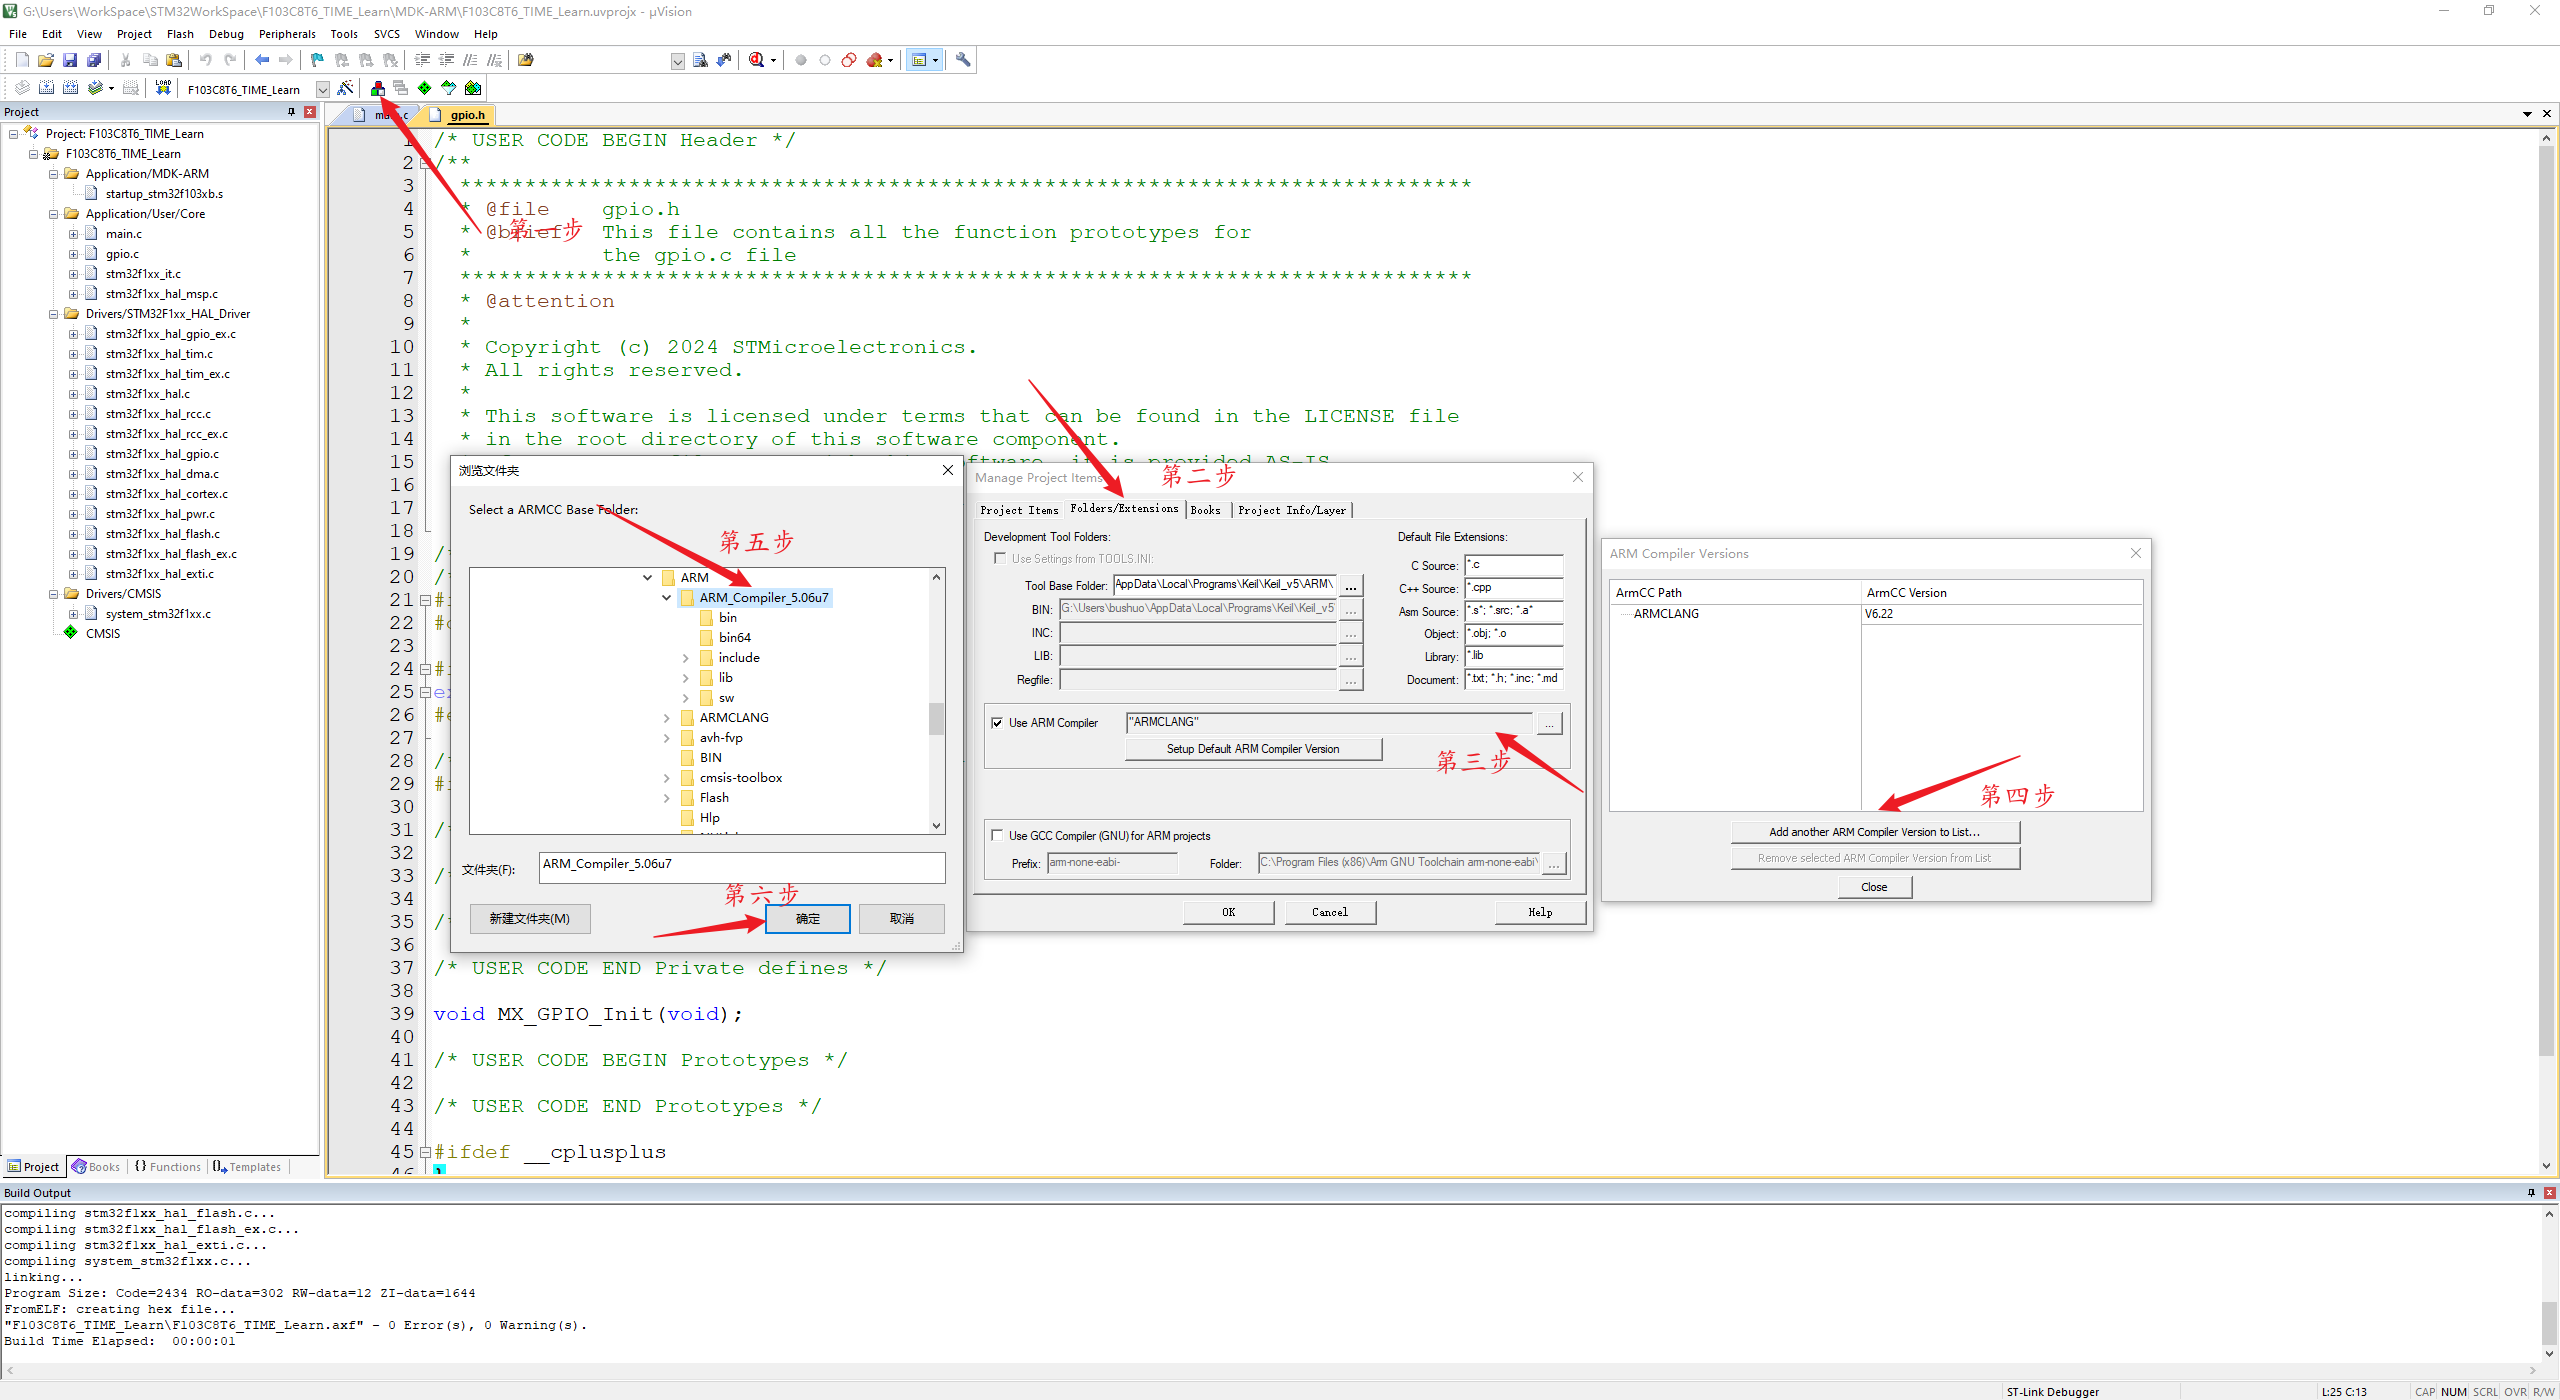 G:\Users\WorkSpace\STM32WorkSpace\F103C8T6_TIME_Learn\MDK-ARM\F103C8T6_TIME_Learn.uvprojx - µVision
File Edit View Project Flash Debug Peripherals Tools SVCS Window Help
LOAD
F103C8T6_TIME_Learn
Project
Project: F103C8T6_TIME_Learn
F103C8T6_TIME_Learn
Application/MDK-ARM
startup_stm32f103xb.s
Application/User/Core
main.c
gpio.c
stm32f1xx_it.c
stm32f1xx_hal_msp.c
Drivers/STM32F1xx_HAL_Driver
stm32f1xx_hal_gpio_ex.c
stm32f1xx_hal_tim.c
stm32f1xx_hal_tim_ex.c
stm32f1xx_hal.c
stm32f1xx_hal_rcc.c
stm32f1xx_hal_rcc_ex.c
stm32f1xx_hal_gpio.c
stm32f1xx_hal_dma.c
stm32f1xx_hal_cortex.c
stm32f1xx_hal_pwr.c
stm32f1xx_hal_flash.c
stm32f1xx_hal_flash_ex.c
stm32f1xx_hal_exti.c
Drivers/CMSIS
system_stm32f1xx.c
CMSIS
Project Books Functions Templates
gpio.h
1 /* USER CODE BEGIN Header */
2 /**
3 ******************************************************************************
4 * @file gpio.h
第一步
5 * @brief This file contains all the function prototypes for
6 * the gpio.c file
7 ******************************************************************************
8 * @attention
9 *
10 * Copyright (c) 2024 STMicroelectronics.
11 * All rights reserved.
12 *
13 * This software is licensed under terms that can be found in the LICENSE file
14 * in the root directory of this software component.
15
16
17
18
19 /*
20 /*
21 #i
22
23
24 #i
25 ex
26 #e
27
28 /*
29 #i
30
31 /*
32
33 /*
34
35 /*
36
37 /* USER CODE END Private defines */
38
39 void MX_GPIO_Init(void);
40
41 /* USER CODE BEGIN Prototypes */
42
43 /* USER CODE END Prototypes */
44
45 #ifdef __cplusplus
46 }
浏览文件夹
Select a ARMCC Base Folder:
第五步
ARM
ARM_Compiler_5.06u7
bin
bin64
include
lib
sw
ARMCLANG
avh-fvp
BIN
cmsis-toolbox
Flash
Hlp
文件夹(F): ARM_Compiler_5.06u7
第六步
新建文件夹(M) 确定 取消
Manage Project Items
第二步
Project Items Folders/Extensions Books Project Info/Layer
Development Tool Folders:
Use Settings from TOOLS.INI:
Tool Base Folder: AppData\Local\Programs\Keil\Keil_v5\ARM\ ...
BIN: G:\Users\bushuo\AppData\Local\Programs\Keil\Keil_v5 ...
INC: ...
LIB: ...
Regfile: ...
Default File Extensions:
C Source: *.c
C++ Source: *.cpp
Asm Source: *.s*; *.src; *.a*
Object: *.obj; *.o
Library: *.lib
Document: *.txt; *.h; *.inc; *.md
Use ARM Compiler "ARMCLANG" ...
Setup Default ARM Compiler Version
第三步
Use GCC Compiler (GNU) for ARM projects
Prefix: arm-none-eabi- Folder: C:\Program Files (x86)\Arm GNU Toolchain arm-none-eabi\ ...
OK Cancel Help
ARM Compiler Versions
ArmCC Path ArmCC Version
ARMCLANG V6.22
第四步
Add another ARM Compiler Version to List...
Remove selected ARM Compiler Version from List
Close
Build Output
compiling stm32f1xx_hal_flash.c...
compiling stm32f1xx_hal_flash_ex.c...
compiling stm32f1xx_hal_exti.c...
compiling system_stm32f1xx.c...
linking...
Program Size: Code=2434 RO-data=302 RW-data=12 ZI-data=1644
FromELF: creating hex file...
"F103C8T6_TIME_Learn\F103C8T6_TIME_Learn.axf" - 0 Error(s), 0 Warning(s).
Build Time Elapsed: 00:00:01
ST-Link Debugger L:25 C:13 CAP NUM SCRL OVR R/W